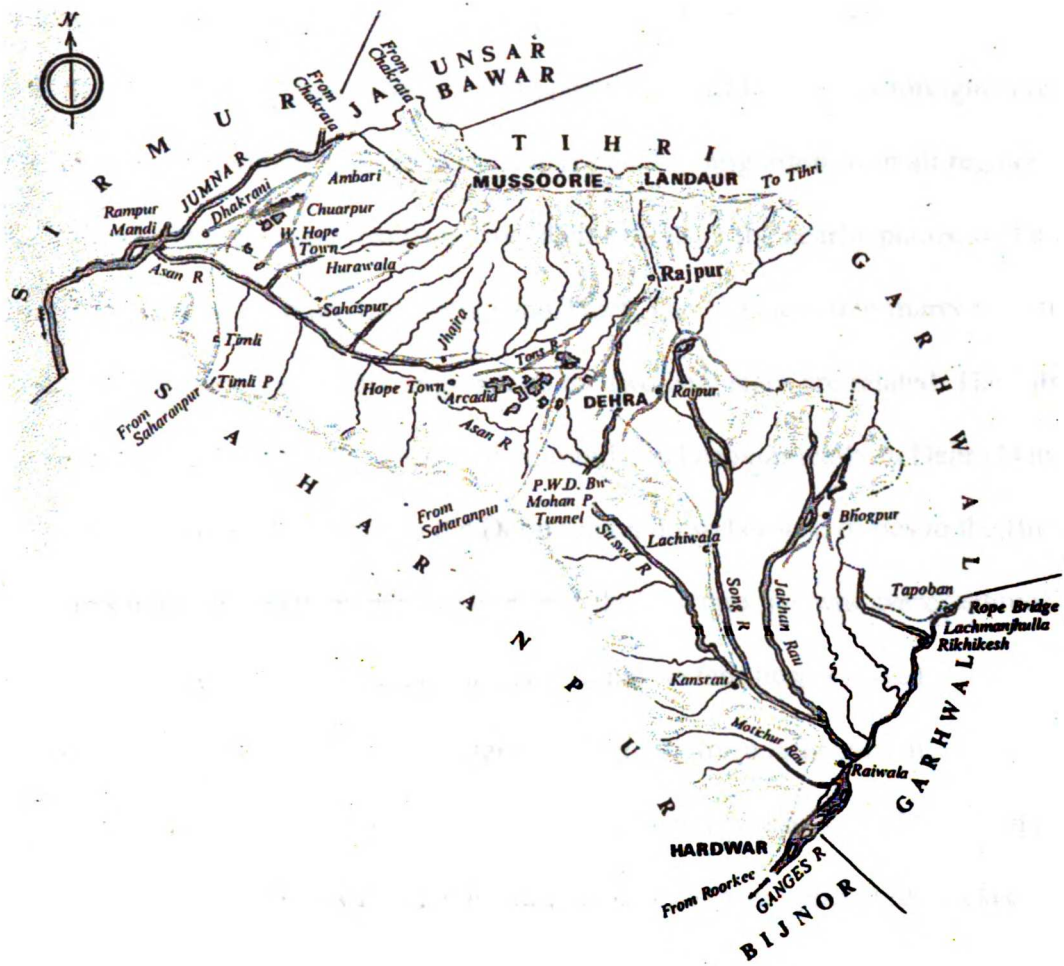 N
From Chakrata
From Chakrata
UNSAR
BAWAR
SIRMUR
JA
TIHRI
JUMNA R
Dhakrani
Ambari
MUSSOORIE
LANDAUR
To Tihri
Rampur
Mandi
Chuarpur
W. Hope
Town
Asan R
Hurawala
Rajpur
GARHWAL
Sahaspur
Jhajra
Timli
Timli P
Tons R
Hope Town
Arcadia
DEHRA
Raipur
From
Saharanpur
Asan R
SAHARANPUR
P.W.D. Bw
Mohan P
Tunnel
From
Saharanpur
Bhogpur
Suswa R
Lachiwala
Song R
Jakhan Rau
Tapoban
Rope Bridge
Lachmanjhulla
Rikhikesh
Kansrau
GARHWAL
Motichur Rau
Raiwala
HARDWAR
From Roorkee
GANGES R
BIJNOR